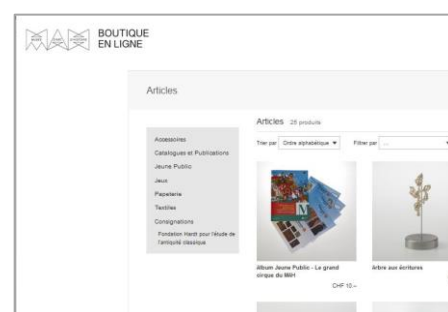 BOUTIQUE
EN LIGNE
Articles
Articles 25 produits
Accessoires
Catalogues et Publications
Jeune Public
Jeux
Papeterie
Textiles
Consignations
Fondation Hardt pour l'étude de
l'antiquité classique
Trier par Ordre alphabétique
Filtrer par ...
Album Jeune Public - Le grand
cirque du MAH
CHF 10.-
Arbre aux écritures